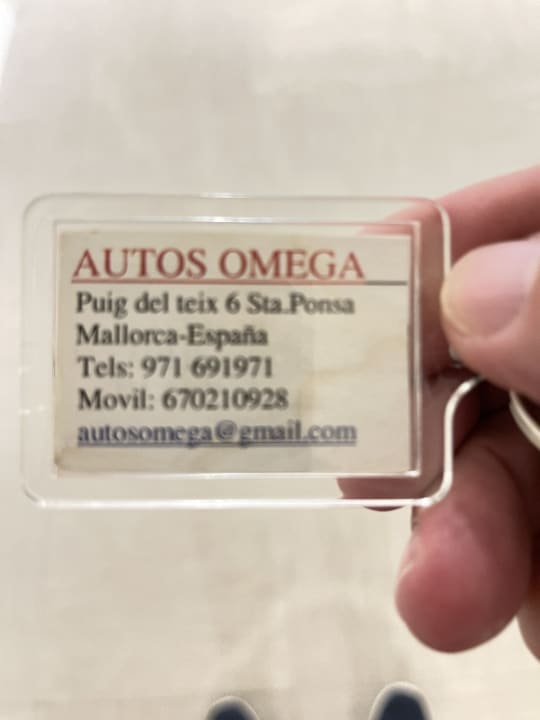 AUTOS OMEGA
Puig del teix 6 Sta.Ponsa
Mallorca-España
Tels: 971 691971
Movil: 670210928
autosomega@gmail.com